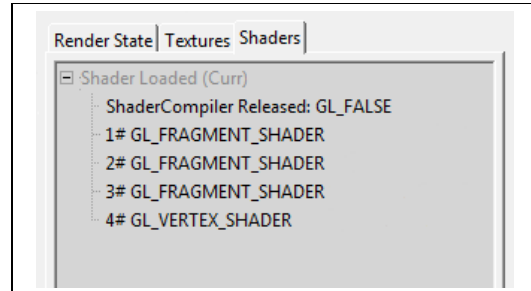 Render State Textures Shaders
Shader Loaded (Curr)
ShaderCompiler Released: GL_FALSE
1# GL_FRAGMENT_SHADER
2# GL_FRAGMENT_SHADER
3# GL_FRAGMENT_SHADER
4# GL_VERTEX_SHADER